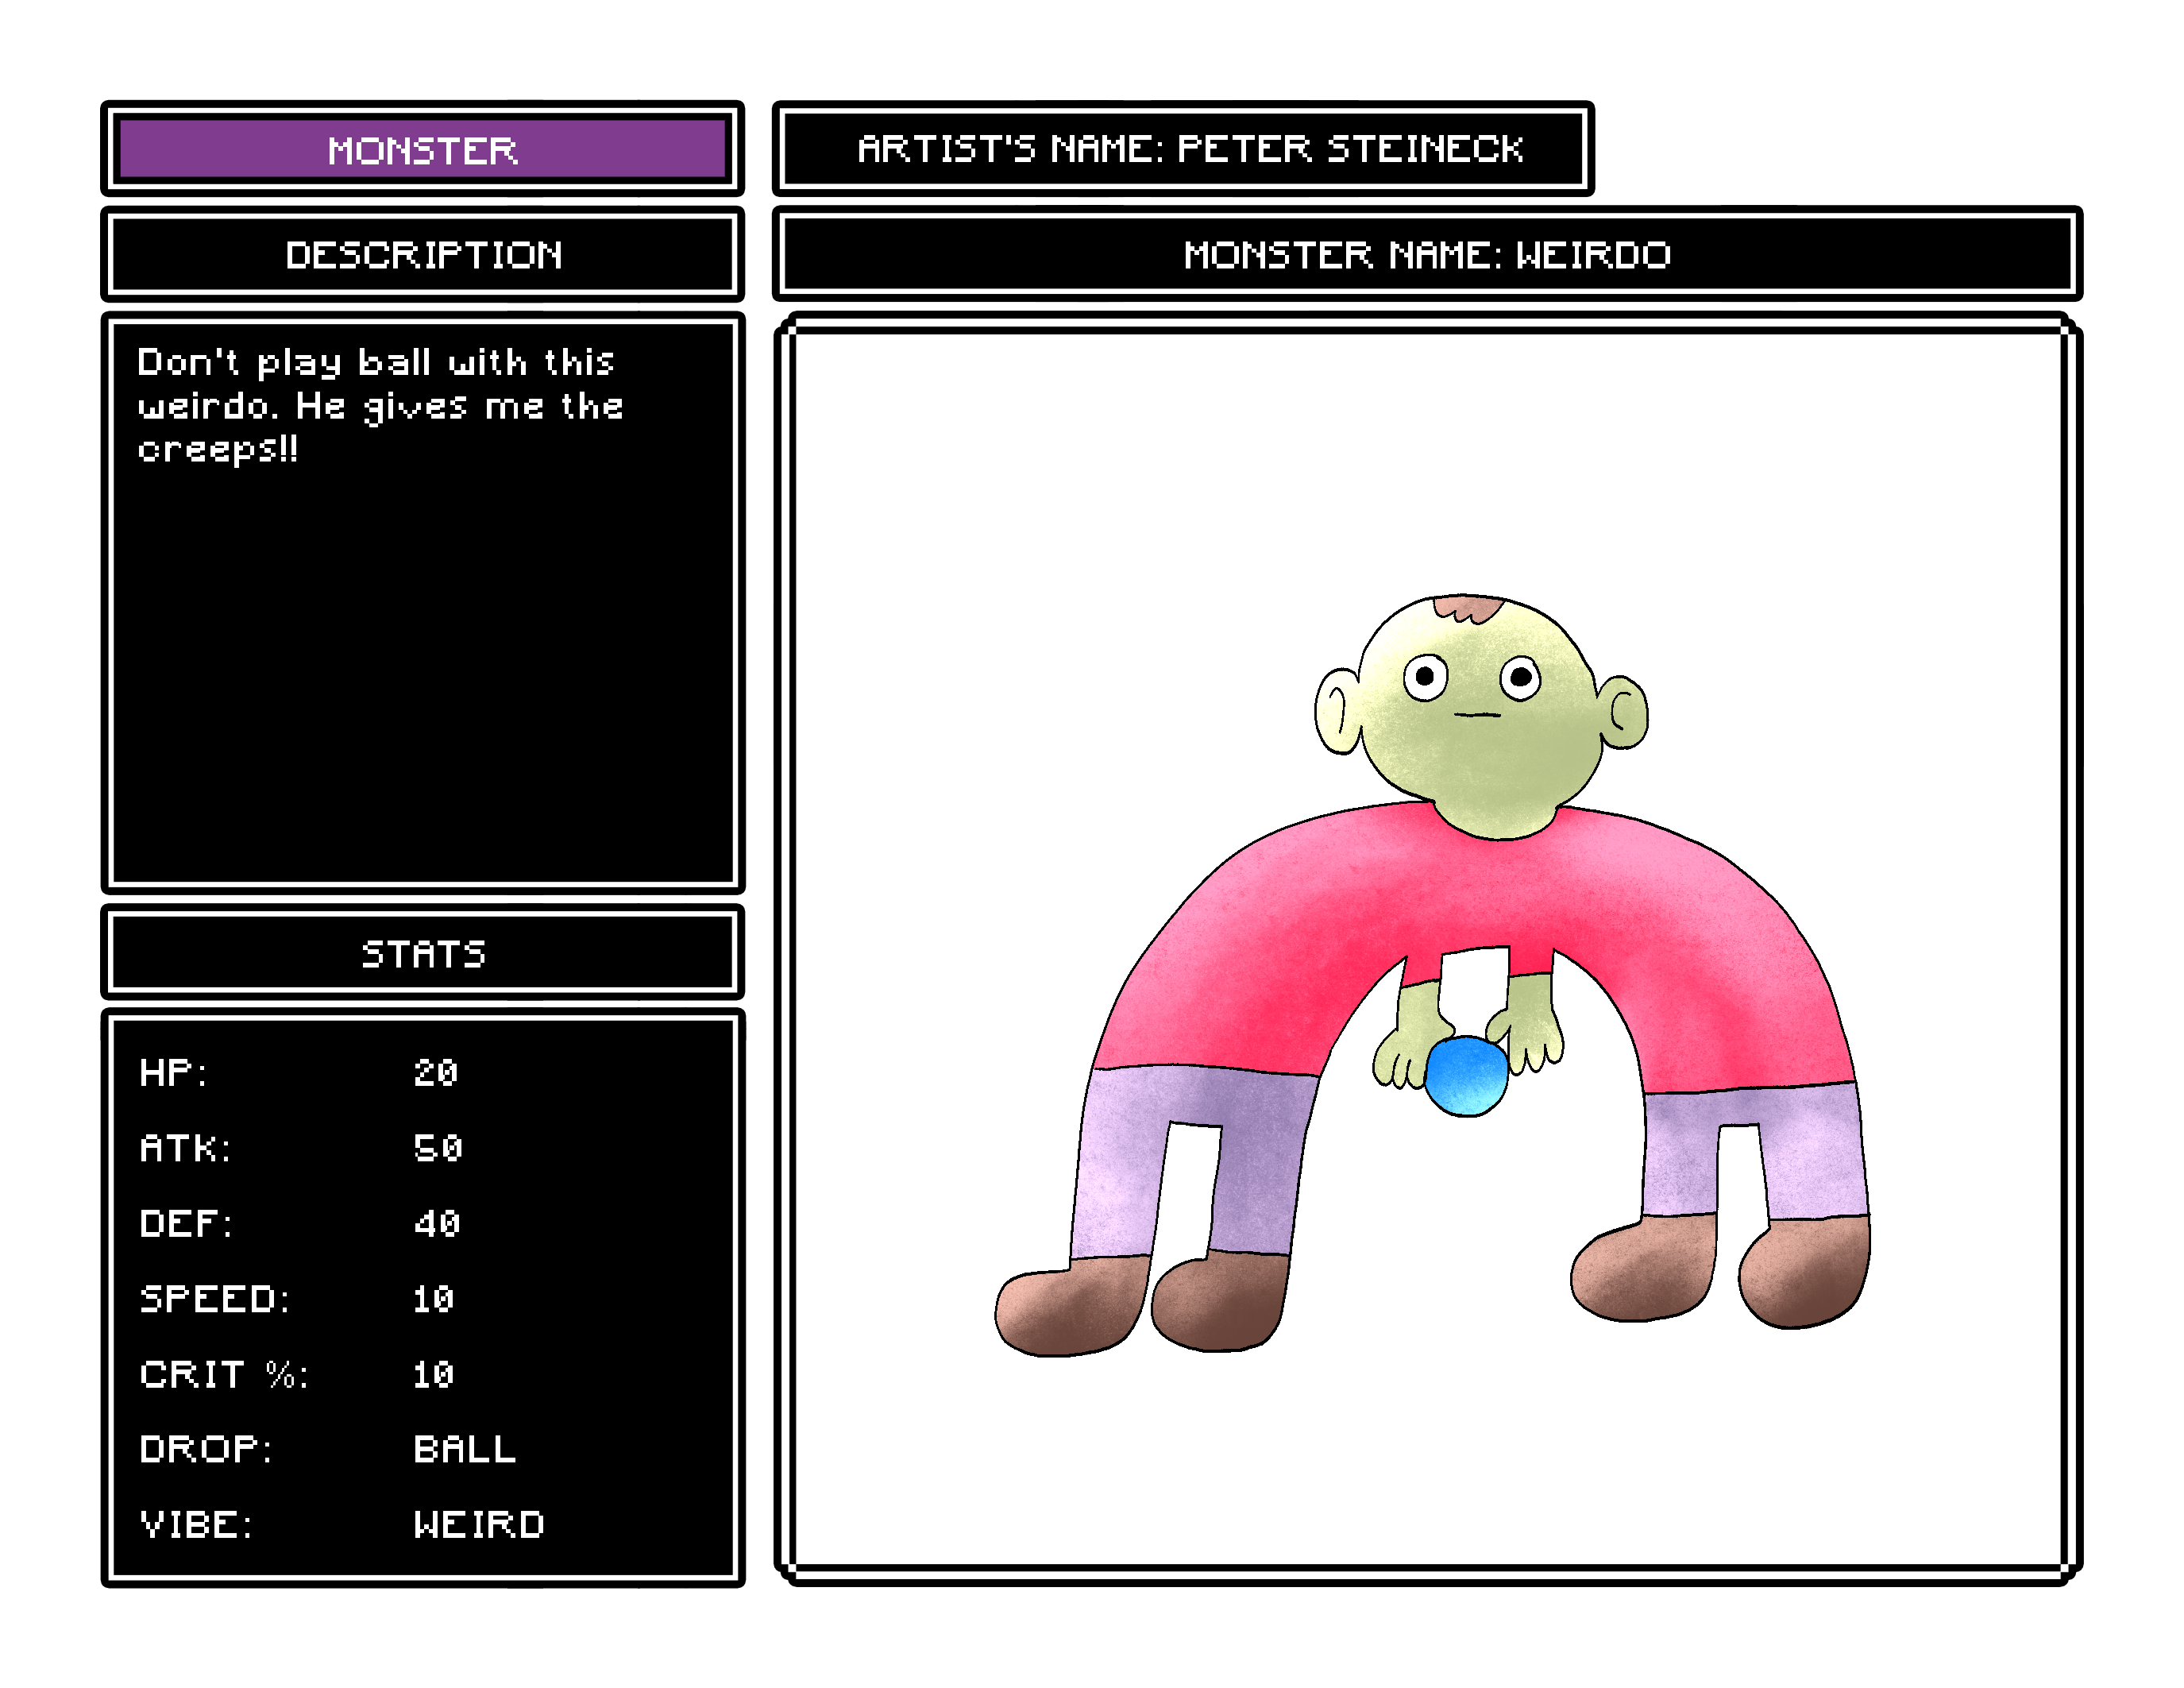 MONSTER
ARTIST'S NAME: PETER STEINECK
DESCRIPTION
MONSTER NAME: WEIRDO
Don't play ball with this
weirdo. He gives me the
creeps!!
STATS
HP: 20
ATK: 50
DEF: 40
SPEED: 10
CRIT %: 10
DROP: BALL
VIBE: WEIRD